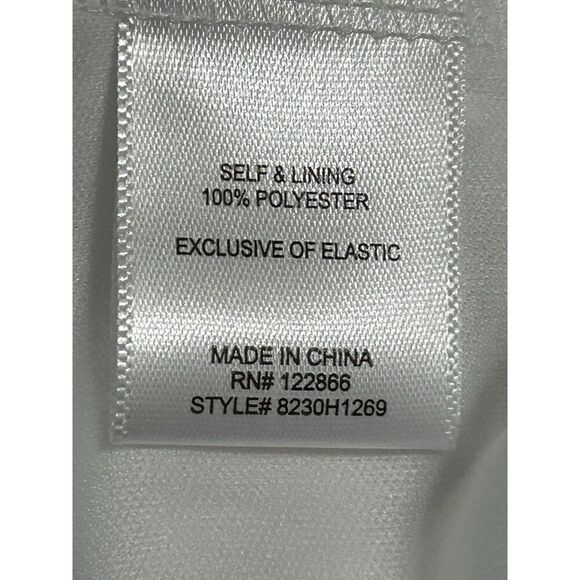 SELF & LINING
100% POLYESTER
EXCLUSIVE OF ELASTIC
MADE IN CHINA
RN# 122866
STYLE# 8230H1269